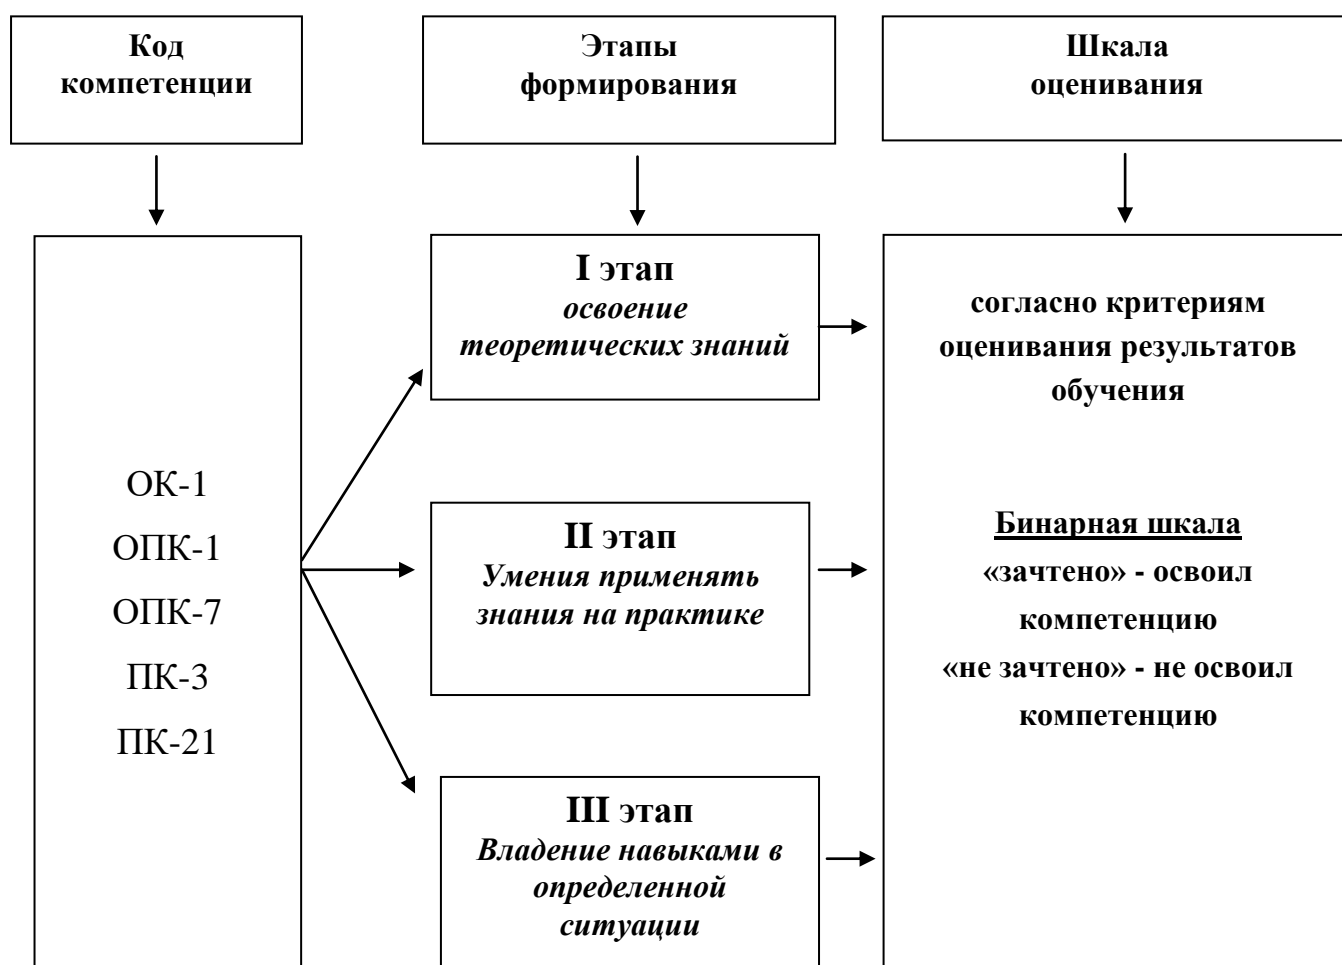 Код
компетенции
Этапы
формирования
Шкала
оценивания
ОК-1
ОПК-1
ОПК-7
ПК-3
ПК-21
I этап
освоение
теоретических знаний
II этап
Умения применять
знания на практике
III этап
Владение навыками в
определенной
ситуации
согласно критериям
оценивания результатов
обучения
Бинарная шкала
«зачтено» - освоил
компетенцию
«не зачтено» - не освоил
компетенцию